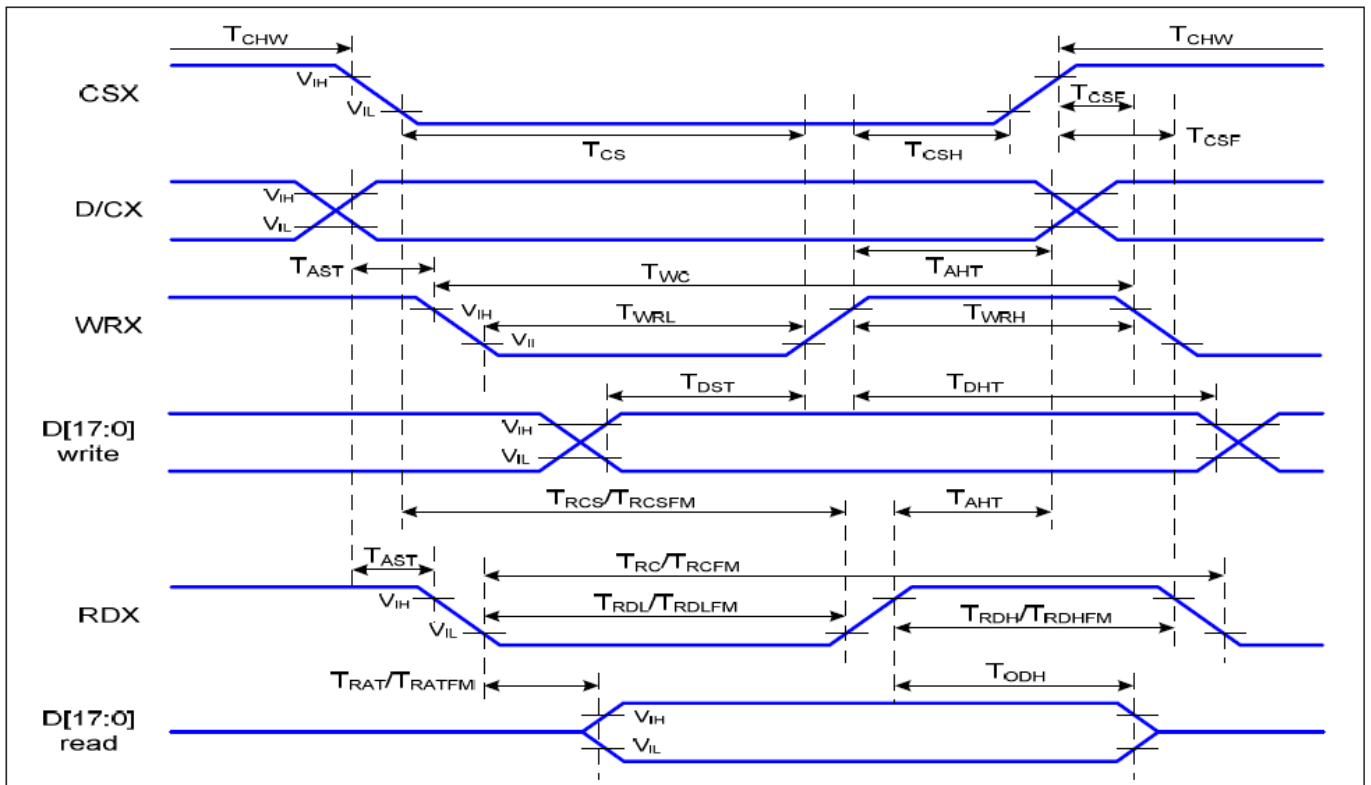 TCHW
TCHW
VIH
CSX
VIL
TCSF
TCSF
TCS
TCSH
VIH
D/CX
VIL
TAST
TWC
TAHT
VIH
WRX
TWRL
TWRH
VIl
TDST
TDHT
D[17:0]
write
VIH
VIL
TRCS/TRCSFM
TAHT
TAST
TRC/TRCFM
VIH
RDX
TRDL/TRDLFM
TRDH/TRDHFM
VIL
TRAT/TRATFM
TODH
D[17:0]
read
VIH
VIL